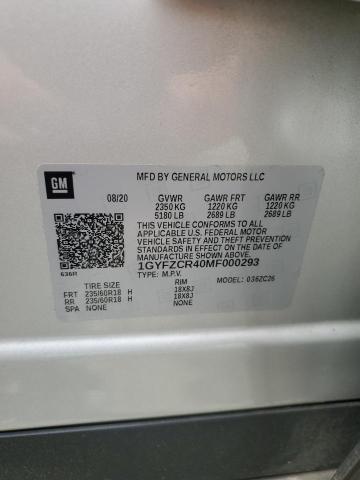 GM
MFD BY GENERAL MOTORS LLC
08/20 GVWR GAWR FRT GAWR RR
2350 KG 1220 KG 1220 KG
5180 LB 2689 LB 2689 LB
THIS VEHICLE CONFORMS TO ALL APPLICABLE U.S. FEDERAL MOTOR
VEHICLE SAFETY AND THEFT PREVENTION
STANDARDS IN EFFECT ON THE DATE OF
MANUFACTURE SHOWN ABOVE.
1GYFZCR40MF000293
TYPE: M.P.V. MODEL: 036ZC26
636R
TIRE SIZE RIM
FRT 235/60R18 H 18X8J
RR 235/60R18 H 18X8J
SPA NONE NONE